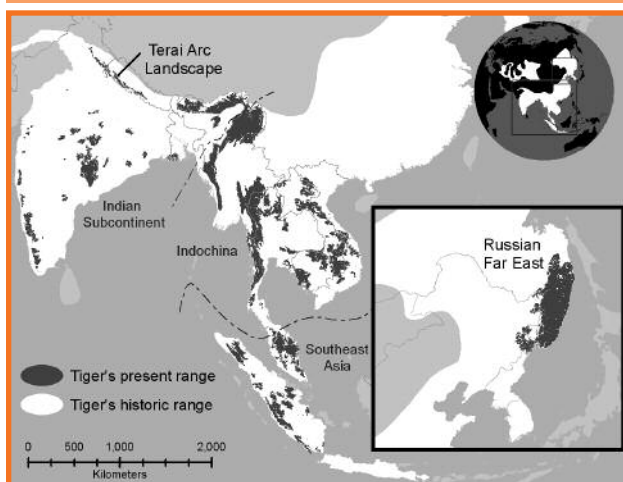 Terai Arc
Landscape
Indian
Subcontinent
Indochina
Russian
Far East
Southeast
Asia
Tiger's present range
Tiger's historic range
0 500 1,000 2,000
Kilometers